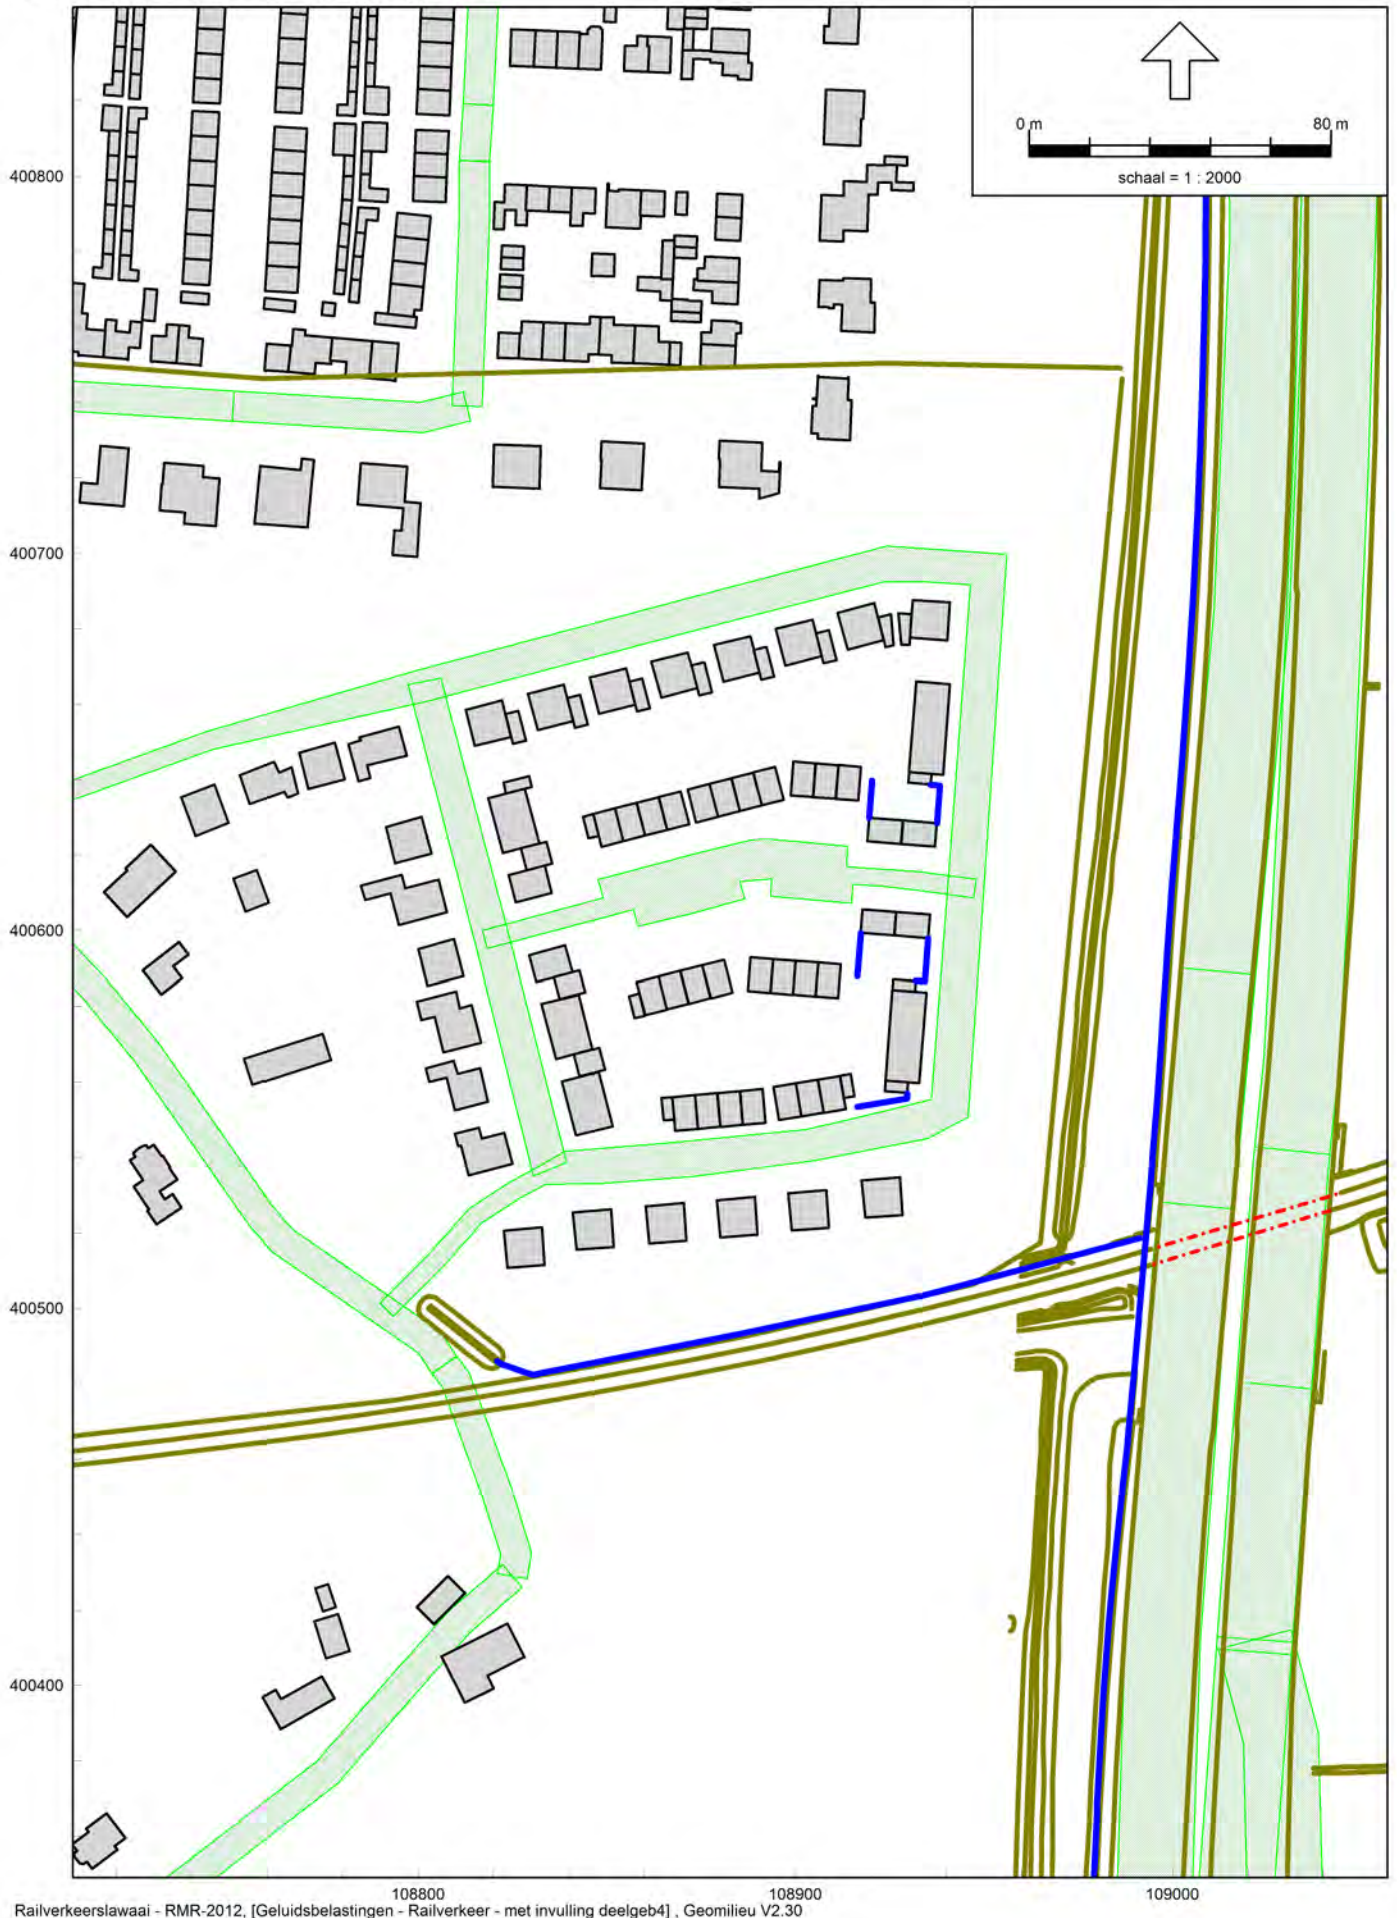 0 m 80 m
schaal = 1 : 2000
400800
400700
400600
400500
400400
108800 108900 109000
Railverkeerslawaai - RMR-2012, [Geluidsbelastingen - Railverkeer - met invulling deelgeb4] , Geomilieu V2.30